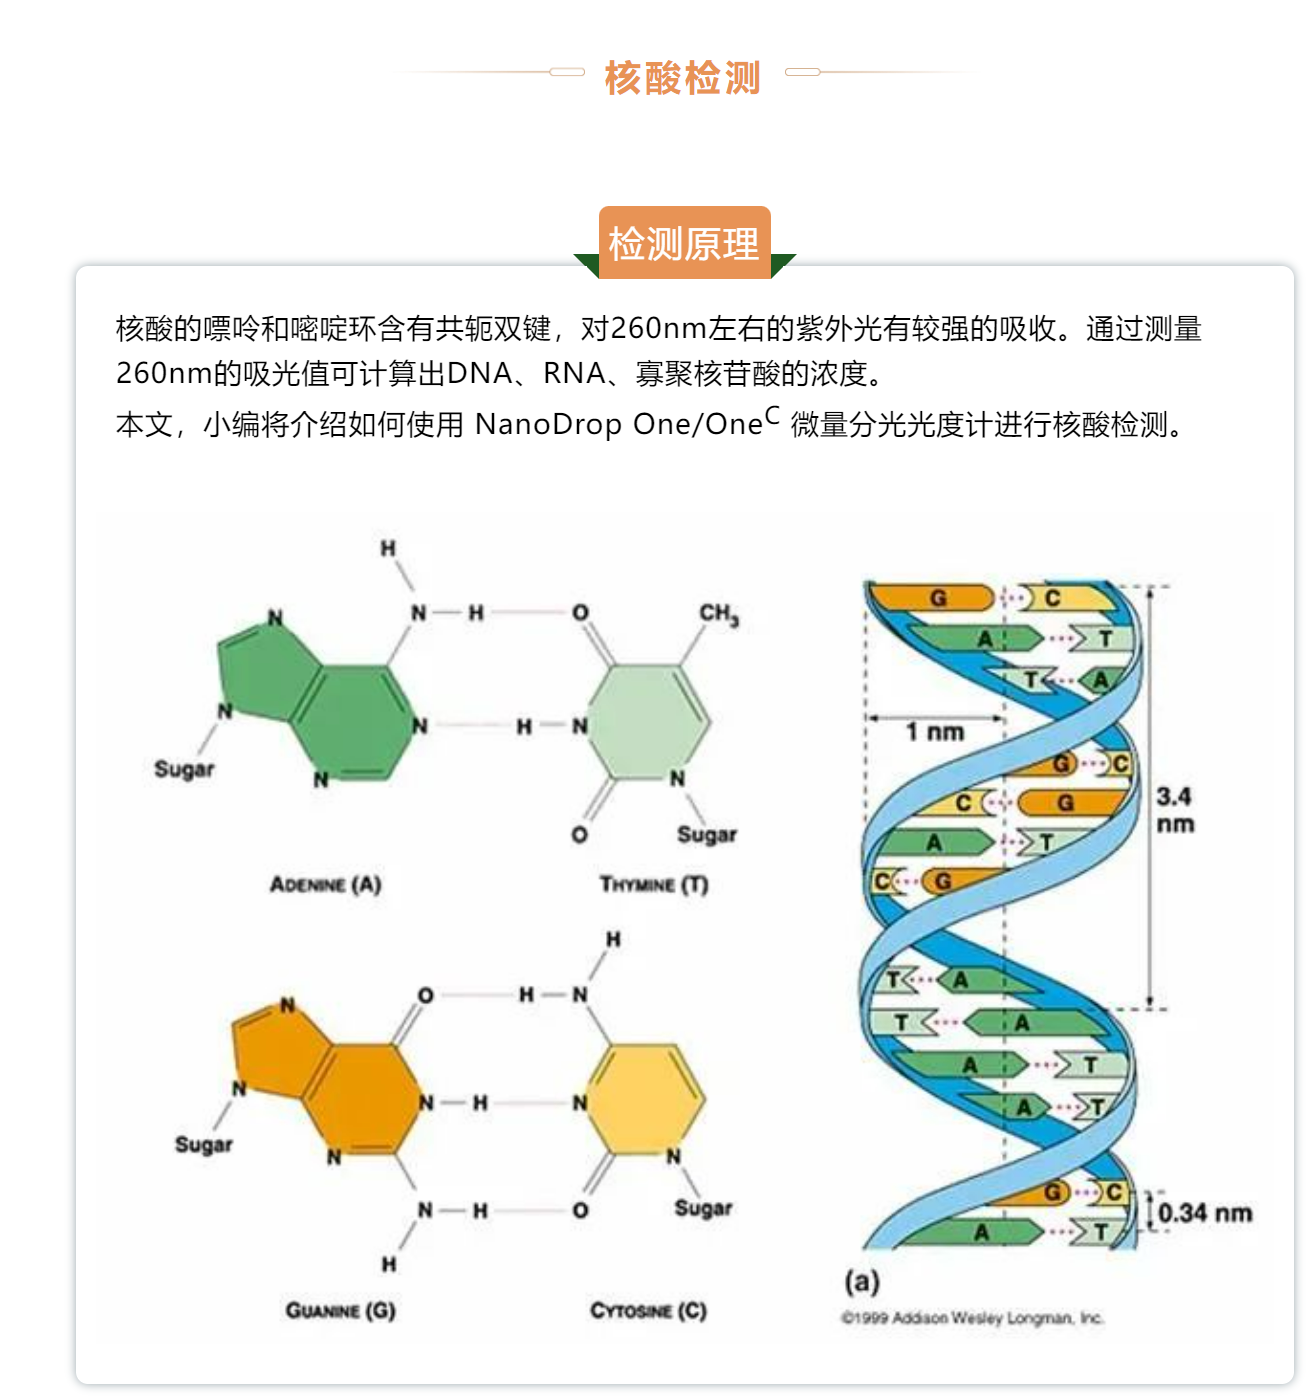 核酸检测
检测原理
核酸的嘌呤和嘧啶环含有共轭双键，对260nm左右的紫外光有较强的吸收。通过测量
260nm的吸光值可计算出DNA、RNA、寡聚核苷酸的浓度。
本文，小编将介绍如何使用 NanoDrop One/OneC 微量分光光度计进行核酸检测。
H
N H O CH3
N
N N H N
Sugar N N
O Sugar
ADENINE (A) THYMINE (T)
H
O H N
N
N N H N
Sugar N N
N H O Sugar
H
GUANINE (G) CYTOSINE (C)
G C
A T
T A
1 nm
G C
C G
3.4
nm
A T
C G
T A
T A
A T
A T
G C
0.34 nm
A T
(a)
©1999 Addison Wesley Longman, Inc.